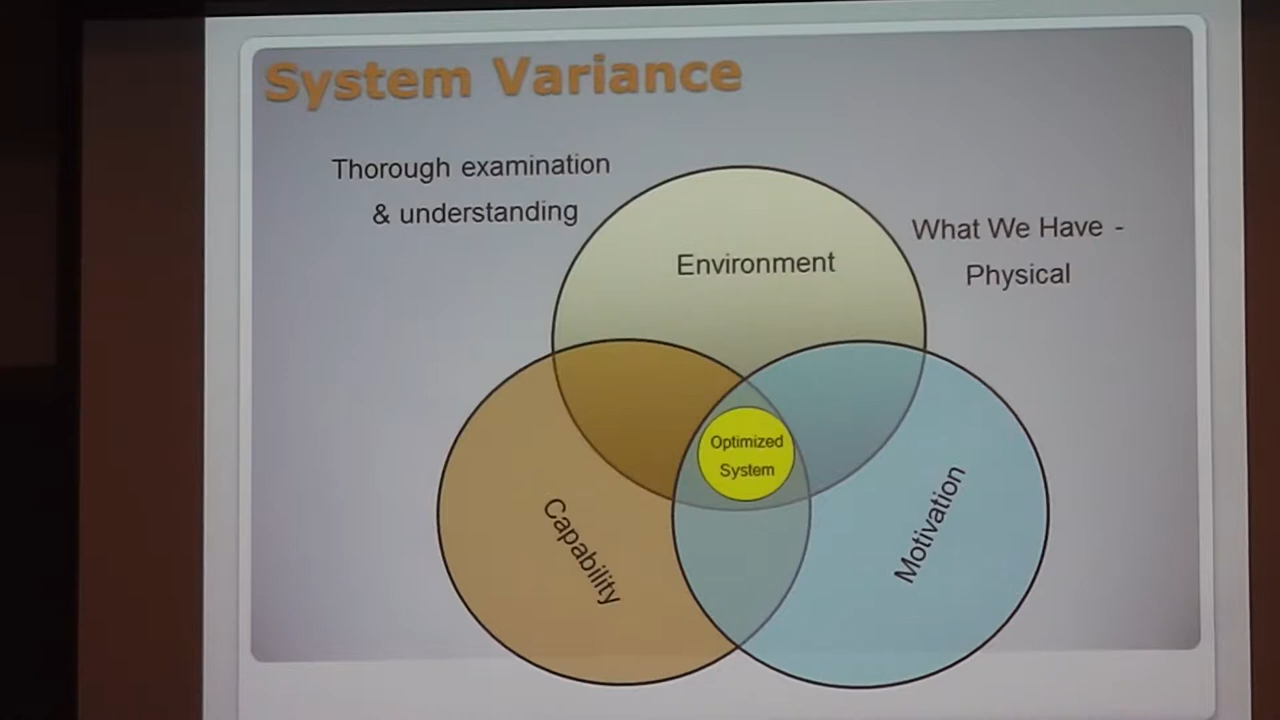 System Variance
Thorough examination
& understanding
What We Have -
Physical
Environment
Optimized
System
Capability
Motivation